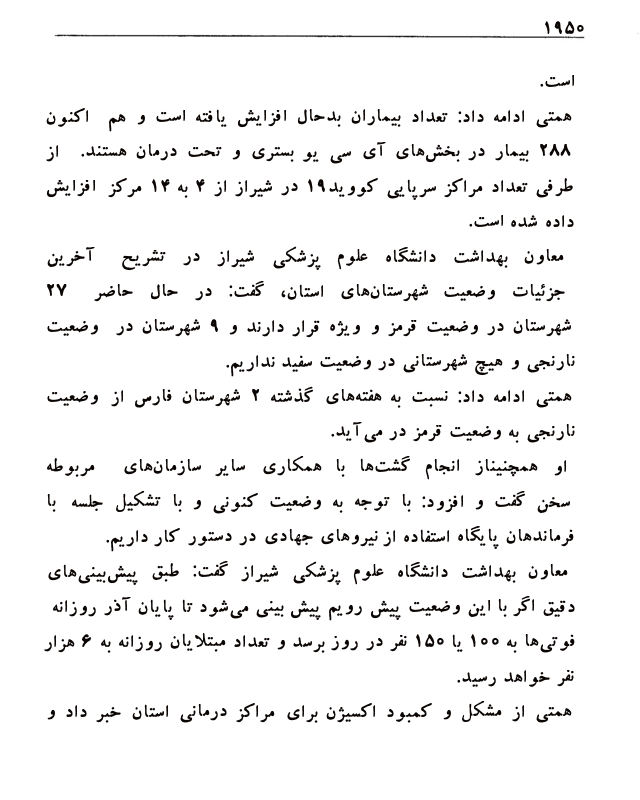 ۱۹۵۰
است.
همتی ادامه داد: تعداد بیماران بدحال افزایش یافته است و هم اکنون
۲۸۸ بیمار در بخش‌های آی سی یو بستری و تحت درمان هستند. از
طرفی تعداد مراکز سرپایی کووید۱۹ در شیراز از ۴ به ۱۴ مرکز افزایش
داده شده است.
معاون بهداشت دانشگاه علوم پزشکی شیراز در تشریح آخرین
جزئیات وضعیت شهرستان‌های استان، گفت: در حال حاضر ۲۷
شهرستان در وضعیت قرمز و ویژه قرار دارند و ۹ شهرستان در وضعیت
نارنجی و هیچ شهرستانی در وضعیت سفید نداریم.
همتی ادامه داد: نسبت به هفته‌های گذشته ۲ شهرستان فارس از وضعیت
نارنجی به وضعیت قرمز در می‌آید.
او همچنیناز انجام گشت‌ها با همکاری سایر سازمان‌های مربوطه
سخن گفت و افزود: با توجه به وضعیت کنونی و با تشکیل جلسه با
فرماندهان پایگاه استفاده از نیروهای جهادی در دستور کار داریم.
معاون بهداشت دانشگاه علوم پزشکی شیراز گفت: طبق پیش‌بینی‌های
دقیق اگر با این وضعیت پیش رویم پیش بینی می‌شود تا پایان آذر روزانه
فوتی‌ها به ۱۰۰ یا ۱۵۰ نفر در روز برسد و تعداد مبتلایان روزانه به ۶ هزار
نفر خواهد رسید.
همتی از مشکل و کمبود اکسیژن برای مراکز درمانی استان خبر داد و